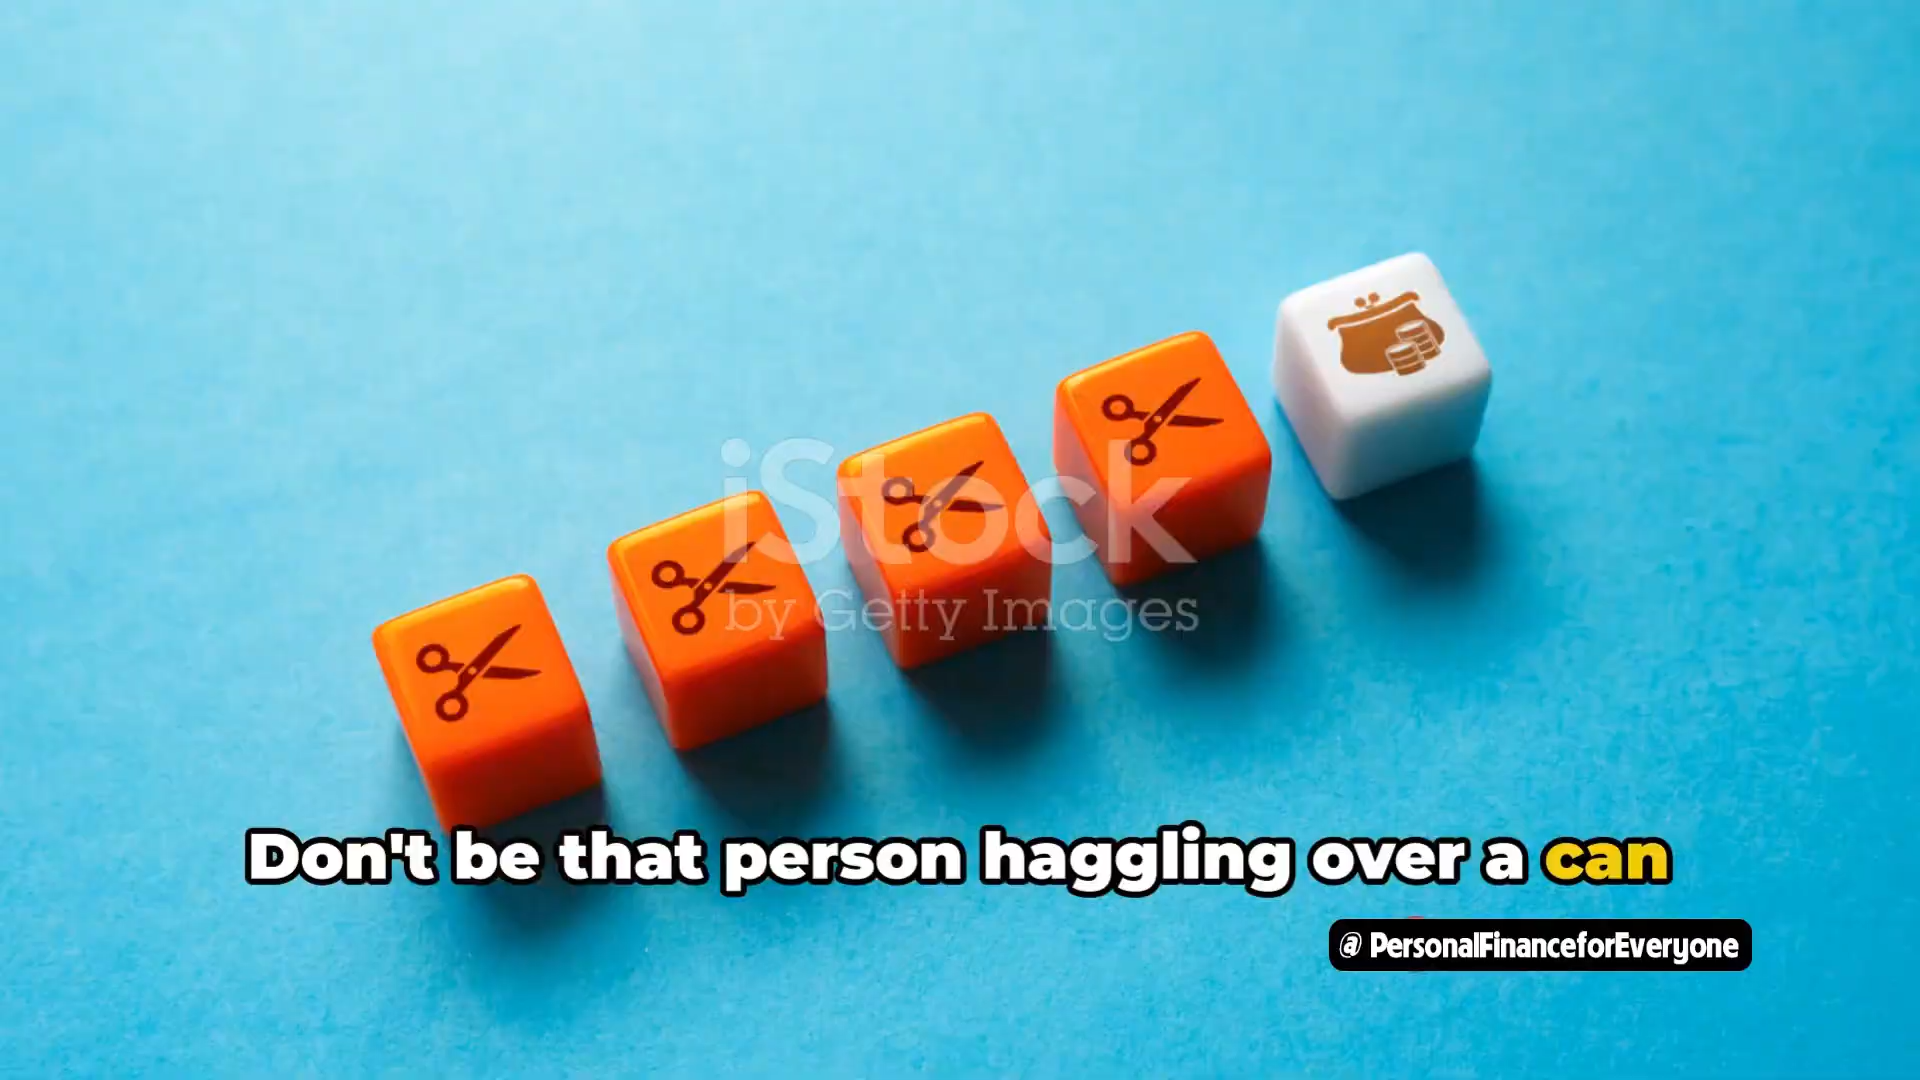 iStock
by Getty Images
Don't be that person haggling over a can
@ PersonalFinanceforEveryone